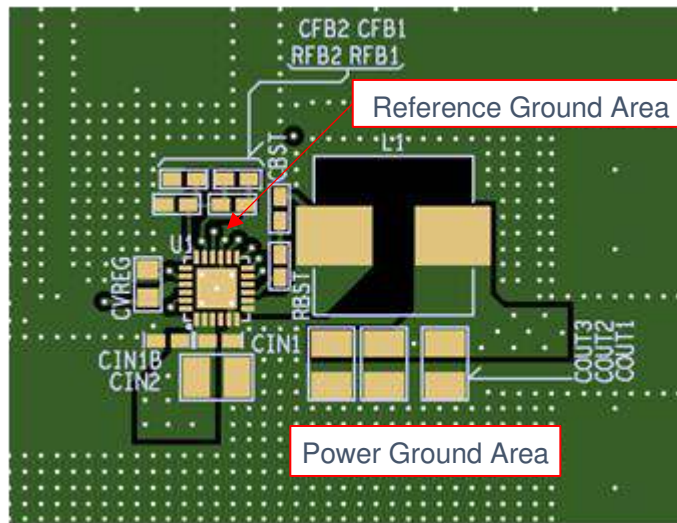 CFB2 CFB1
RFB2 RFB1
Reference Ground Area
CBST
L1
U1
CVREG
RBST
CIN1B
CIN1
CIN2
COUT3
COUT2
COUT1
Power Ground Area